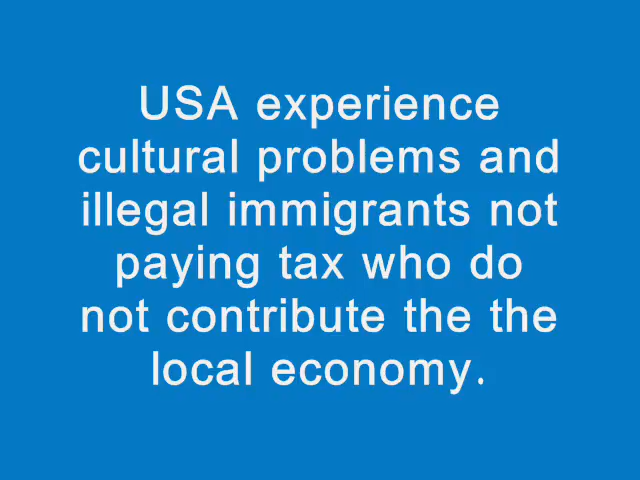 USA experience
cultural problems and
illegal immigrants not
paying tax who do
not contribute the the
local economy.